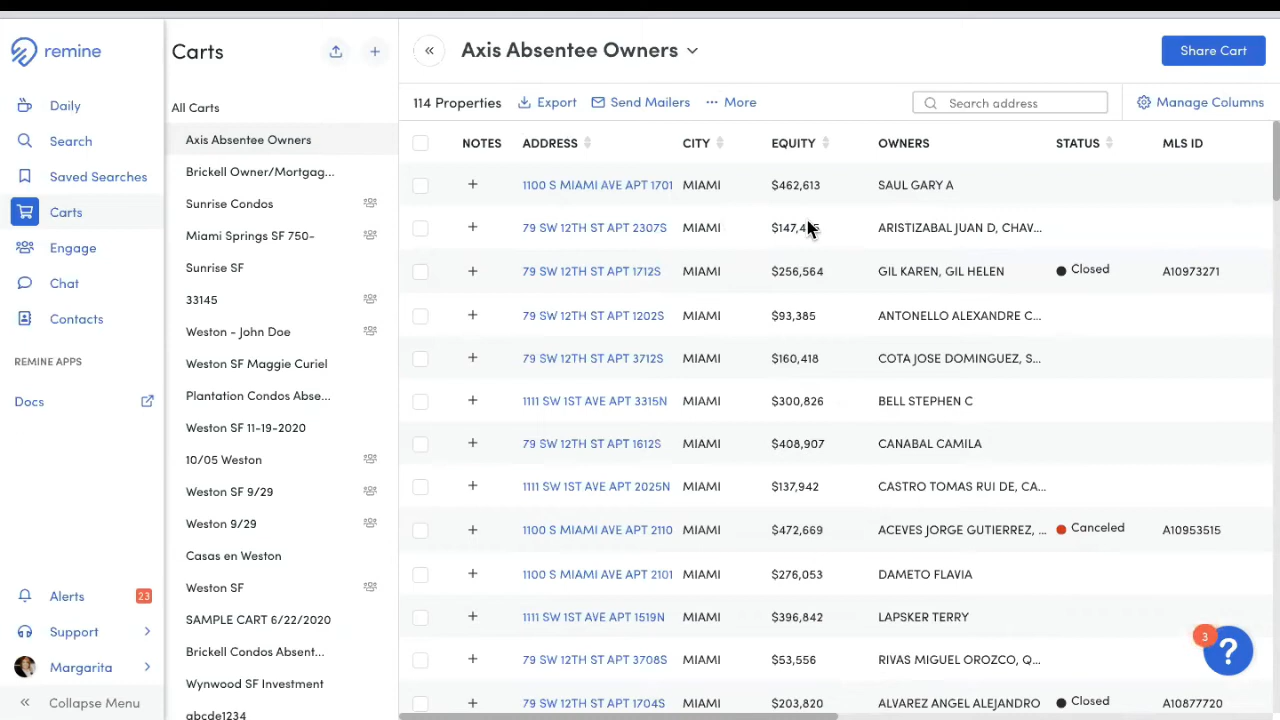 remine
Daily
Search
Saved Searches
Carts
Engage
Chat
Contacts
REMINE APPS
Docs
Alerts 23
Support
Margarita
Collapse Menu
Carts
All Carts
Axis Absentee Owners
Brickell Owner/Mortgag...
Sunrise Condos
Miami Springs SF 750-
Sunrise SF
33145
Weston - John Doe
Weston SF Maggie Curiel
Plantation Condos Abse...
Weston SF 11-19-2020
10/05 Weston
Weston SF 9/29
Weston 9/29
Casas en Weston
Weston SF
SAMPLE CART 6/22/2020
Brickell Condos Absent...
Wynwood SF Investment
abcde1234
Axis Absentee Owners
Share Cart
114 Properties Export Send Mailers ... More Search address Manage Columns
NOTES ADDRESS CITY EQUITY OWNERS STATUS MLS ID
+ 1100 S MIAMI AVE APT 1701 MIAMI $462,613 SAUL GARY A
+ 79 SW 12TH ST APT 2307S MIAMI ARISTIZABAL JUAN D, CHAV...
+ 79 SW 12TH ST APT 1712S MIAMI $256,564 GIL KAREN, GIL HELEN Closed A10973271
+ 79 SW 12TH ST APT 1202S MIAMI $93,385 ANTONELLO ALEXANDRE C...
+ 79 SW 12TH ST APT 3712S MIAMI $160,418 COTA JOSE DOMINGUEZ, S...
+ 1111 SW 1ST AVE APT 3315N MIAMI $300,826 BELL STEPHEN C
+ 79 SW 12TH ST APT 1612S MIAMI $408,907 CANABAL CAMILA
+ 1111 SW 1ST AVE APT 2025N MIAMI $137,942 CASTRO TOMAS RUI DE, CA...
+ 1100 S MIAMI AVE APT 2110 MIAMI $472,669 ACEVES JORGE GUTIERREZ, ... Canceled A10953515
+ 1100 S MIAMI AVE APT 2101 MIAMI $276,053 DAMETO FLAVIA
+ 1111 SW 1ST AVE APT 1519N MIAMI $396,842 LAPSKER TERRY
+ 79 SW 12TH ST APT 3708S MIAMI $53,556 RIVAS MIGUEL OROZCO, Q...
+ 79 SW 12TH ST APT 1704S MIAMI $203,820 ALVAREZ ANGEL ALEJANDRO Closed A10877720
3
?